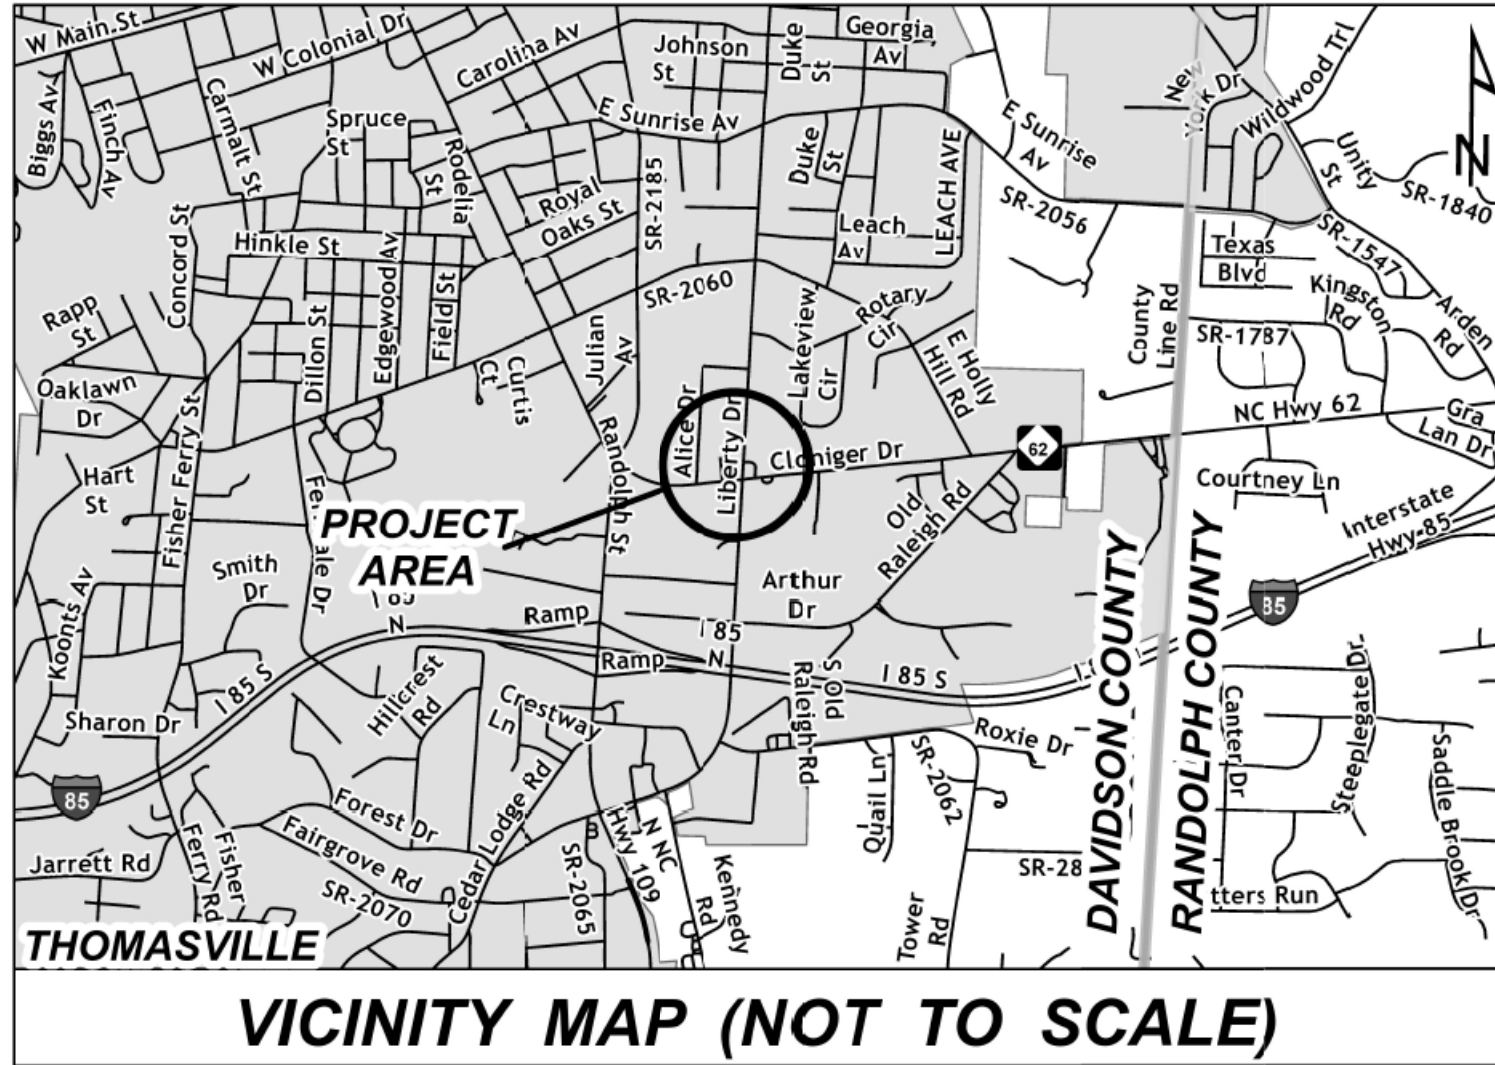 W Main St
W Colonial Dr
Carolina Av
Johnson
St
Duke
St
Georgia
Av
New
York Dr
Wildwood Trl
Biggs Av
Finch Av
Carmalt St
Spruce
St
Rodelia
St
E Sunrise Av
Duke
St
LEACH AVE
E Sunrise
Av
Unity
St
SR-1840
N
Royal
Oaks St
SR-2185
SR-2056
Concord St
Hinkle St
Edgewood Av
Field St
Leach
Av
Texas
Blvd
SR-1547
SR-2060
Rapp
St
Dillon St
Julian
Av
Lakeview
Cir
Rotary
Cir
E Holly
Hill Rd
County
Line Rd
Kingston
Rd
SR-1787
Arden
Rd
Oaklawn
Dr
Curtis
Ct
Alice Dr
Liberty Dr
NC Hwy 62
Gra
Lan Dr
Fisher Ferry St
Randolph St
Cloniger Dr
62
Hart
St
Old
Raleigh Rd
Courtney Ln
Interstate
Hwy 85
PROJECT
AREA
Smith
Dr
Arthur
Dr
DAVIDSON COUNTY
RANDOLPH COUNTY
85
Koonts Av
I 85
N
Ramp
I 85
N
Ramp
I 85 S
I 85 S
Sharon Dr
Hillcrest
Rd
Crestway
Ln
S Old
Raleigh Rd
Roxie Dr
Canter Dr
Steeplegate Dr
Saddle Brook Dr
85
Forest Dr
Fairgrove Rd
Cedar Lodge Rd
Quail Ln
SR-2062
Jarrett Rd
Fisher
Ferry Rd
SR-2070
SR-2065
Hwy 109
N NC
Kennedy
Rd
Tower
Rd
SR-28
tters Run
THOMASVILLE
VICINITY MAP (NOT TO SCALE)